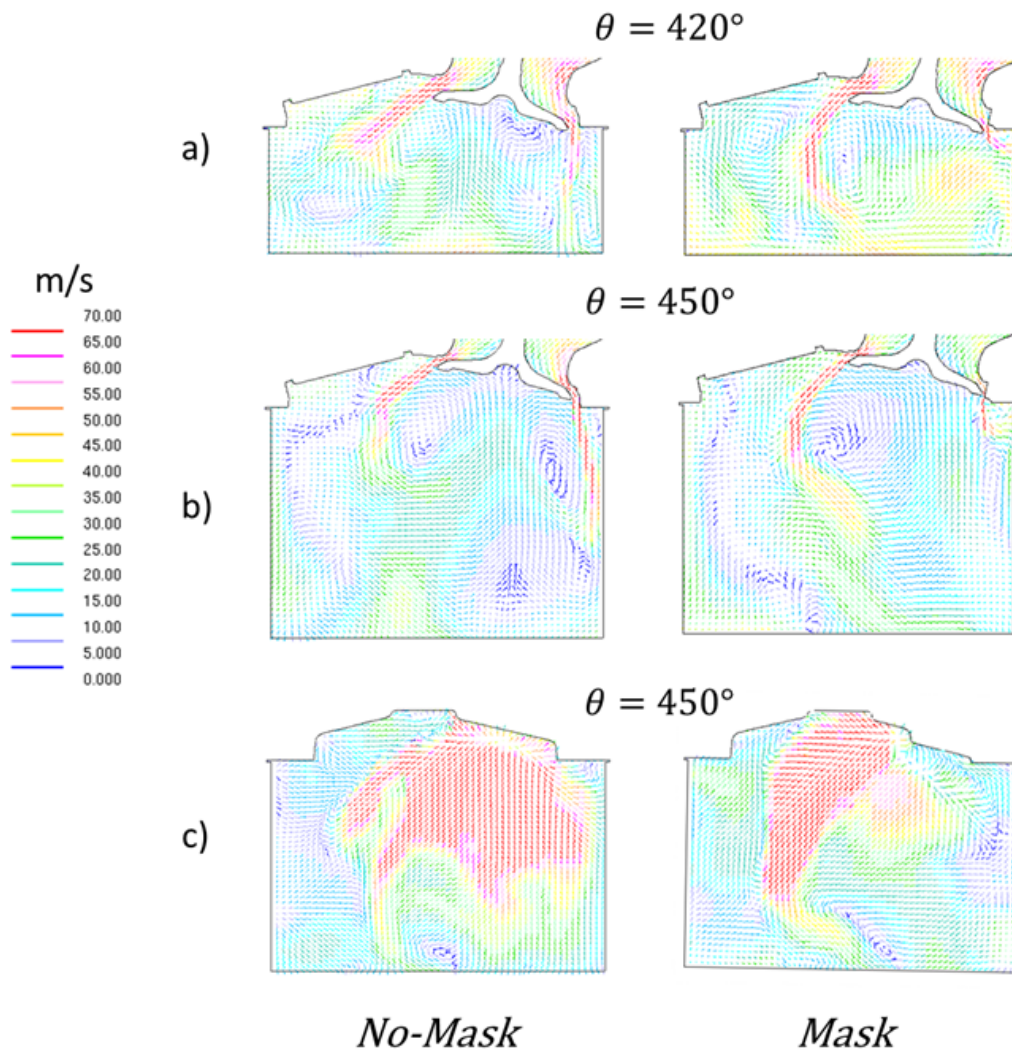 θ = 420°
a)
θ = 450°
m/s
70.00
65.00
60.00
55.00
50.00
45.00
40.00
35.00
30.00
25.00
20.00
15.00
10.00
5.000
0.000
b)
θ = 450°
c)
No-Mask
Mask